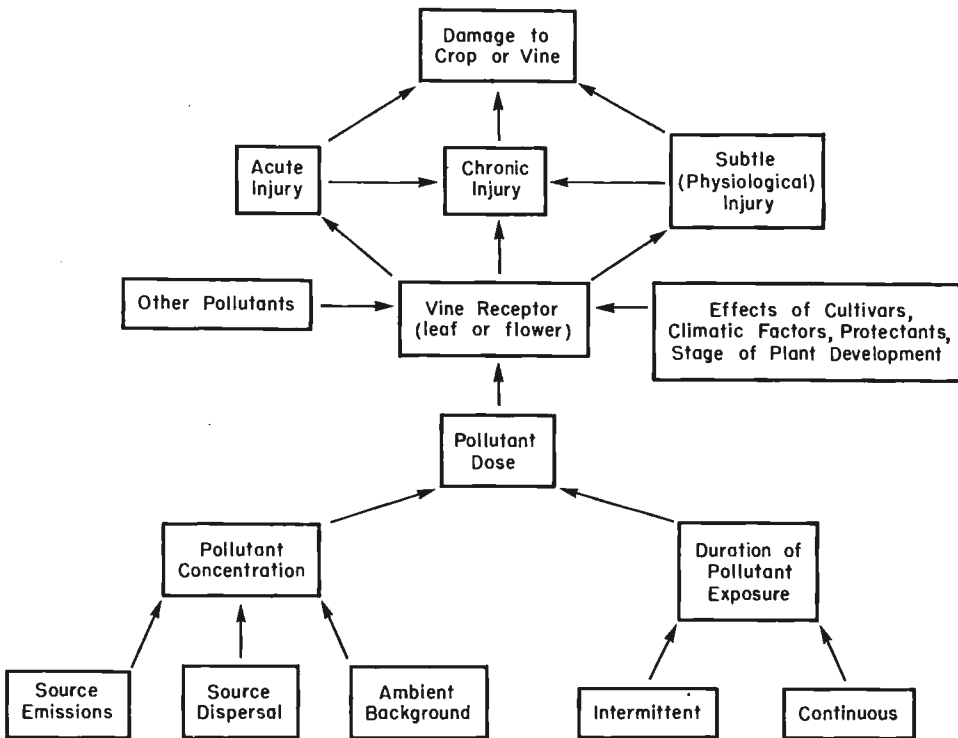 Damage to
Crop or Vine
Acute
Injury
Chronic
Injury
Subtle
(Physiological)
Injury
Other Pollutants
Vine Receptor
(leaf or flower)
Effects of Cultivars,
Climatic Factors, Protectants,
Stage of Plant Development
Pollutant
Dose
Pollutant
Concentration
Duration of
Pollutant
Exposure
Source
Emissions
Source
Dispersal
Ambient
Background
Intermittent
Continuous